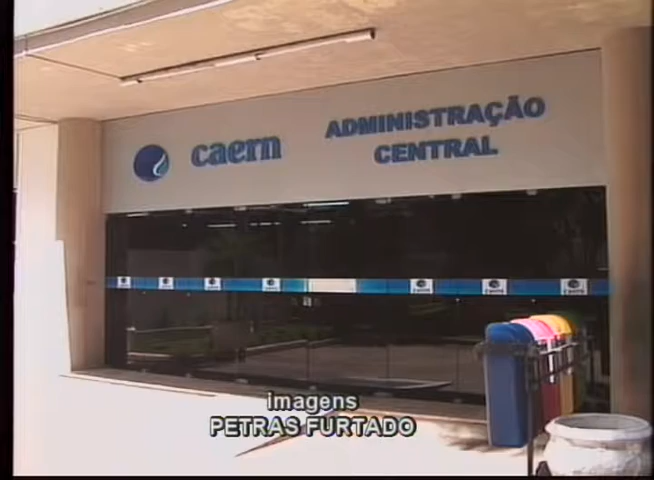 caern
ADMINISTRAÇÃO
CENTRAL
imagens
PETRAS FURTADO